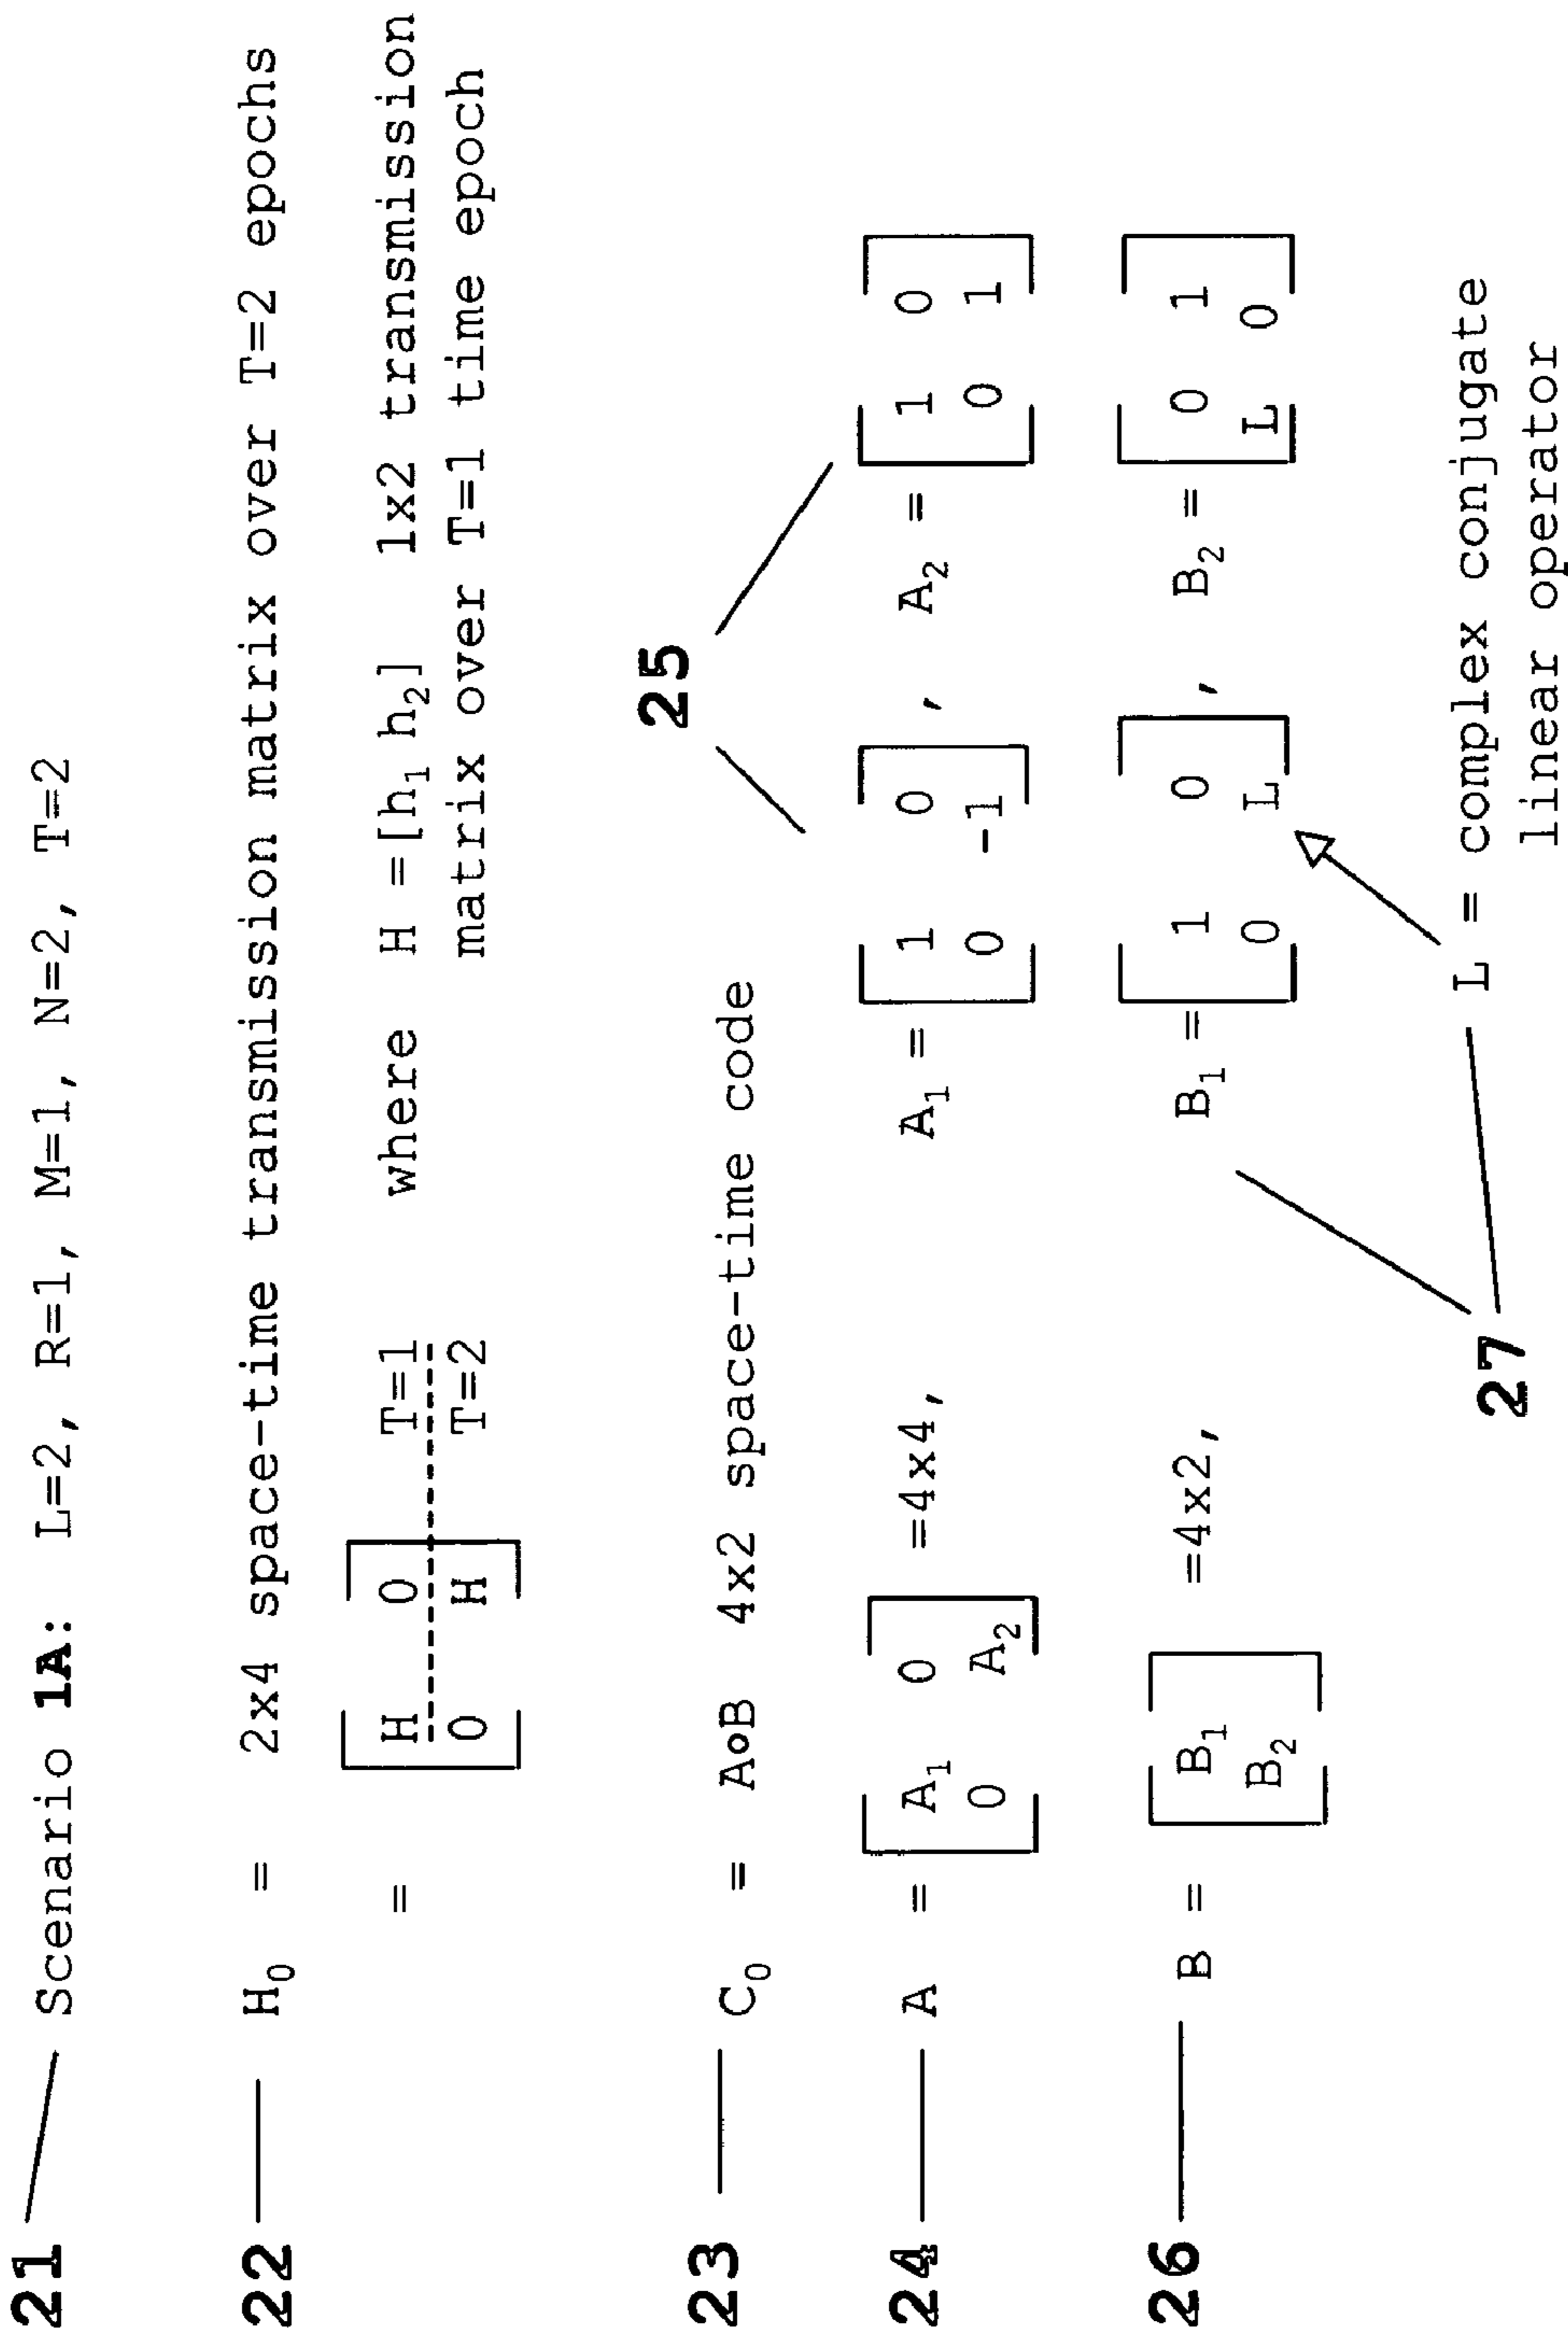 21 Scenario 1A: L=2, R=1, M=1, N=2, T=2
22 H₀ = 2x4 space-time transmission matrix over T=2 epochs
= [ H 0 T=1 where H =[h₁ h₂] 1x2 transmission
0 H ] T=2 matrix over T=1 time epoch
25
23 C₀ = A∘B 4x2 space-time code
24 A = [ A₁ 0 =4x4, A₁ = [ 1 0 , A₂ = [ 1 0
0 A₂ ] 0 -1 ] 0 1 ]
26 B = [ B₁ =4x2, B₁ = [ 1 0 , B₂ = [ 0 1
B₂ ] 0 L ] L 0 ]
27 L = complex conjugate
linear operator